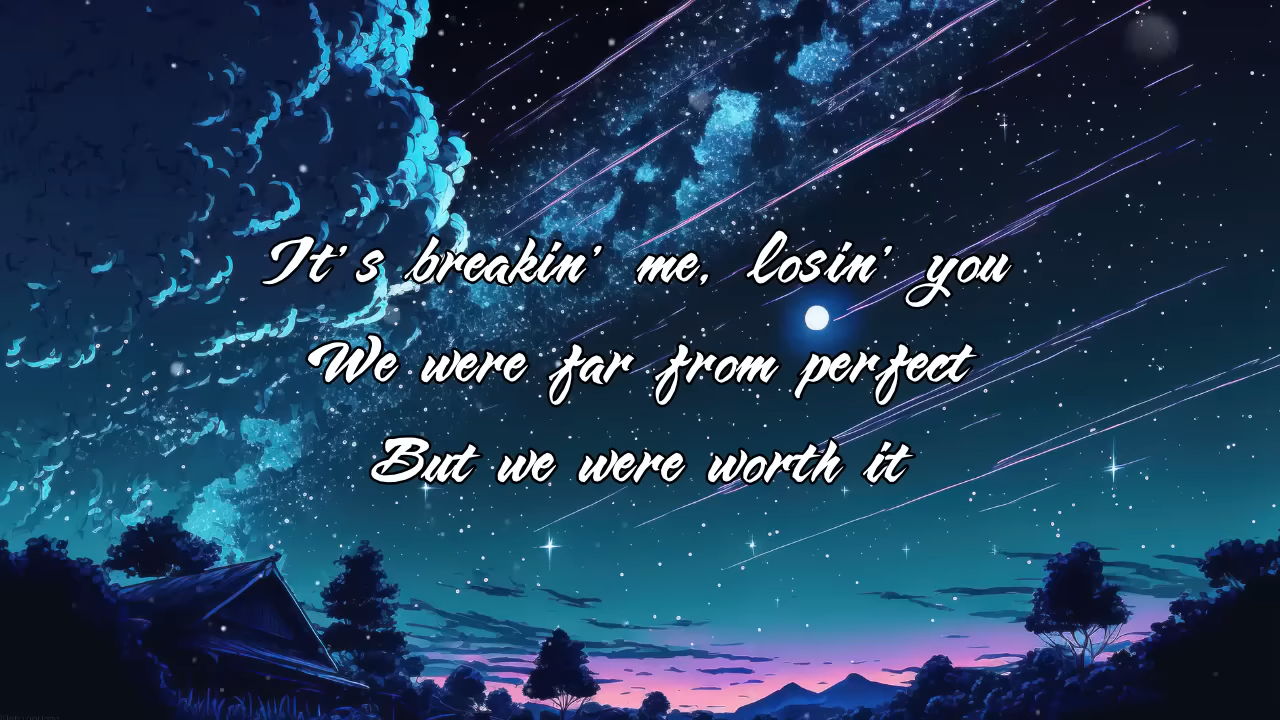 It's breakin' me, losin' you
We were far from perfect
But we were worth it